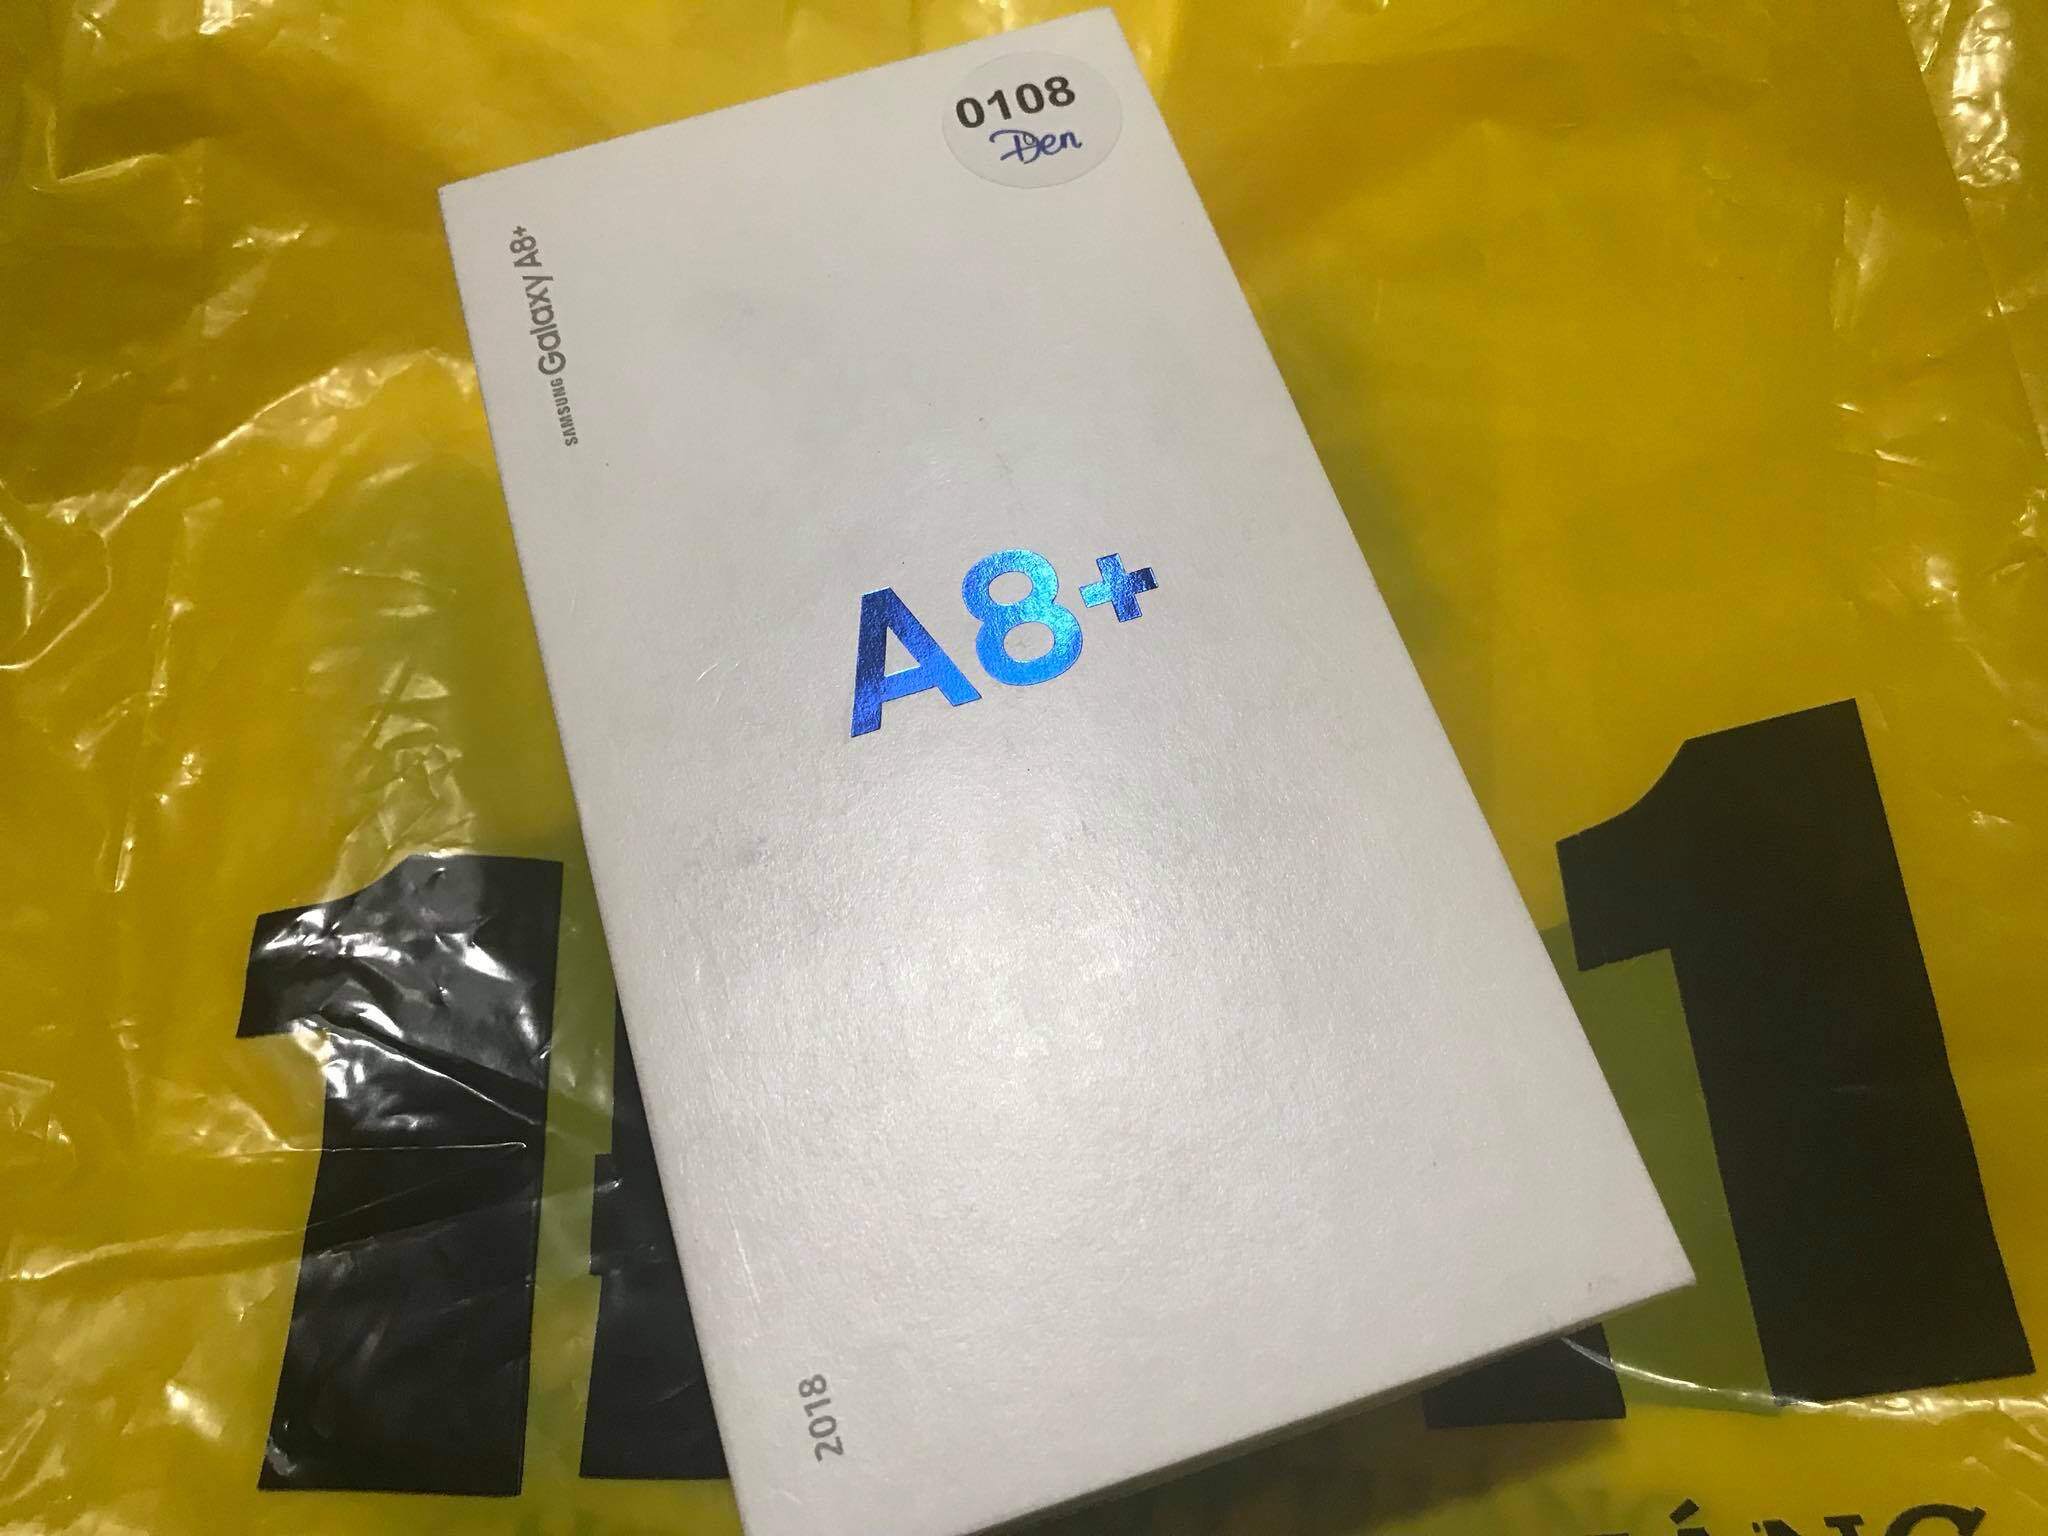 0108
Đen
SAMSUNG Galaxy A8+
A8+
2018